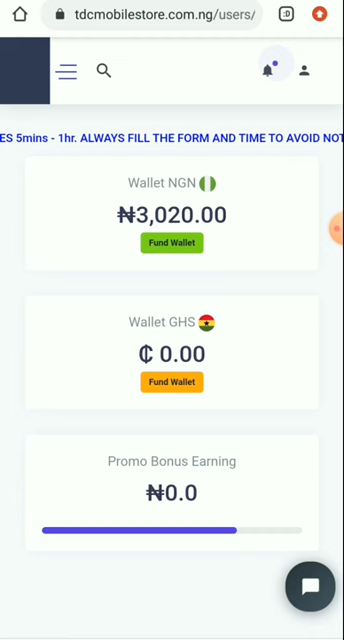 tdcmobilestore.com.ng/users/
:D
ES 5mins - 1hr. ALWAYS FILL THE FORM AND TIME TO AVOID NOT
Wallet NGN
₦3,020.00
Fund Wallet
Wallet GHS
₵ 0.00
Fund Wallet
Promo Bonus Earning
₦0.0